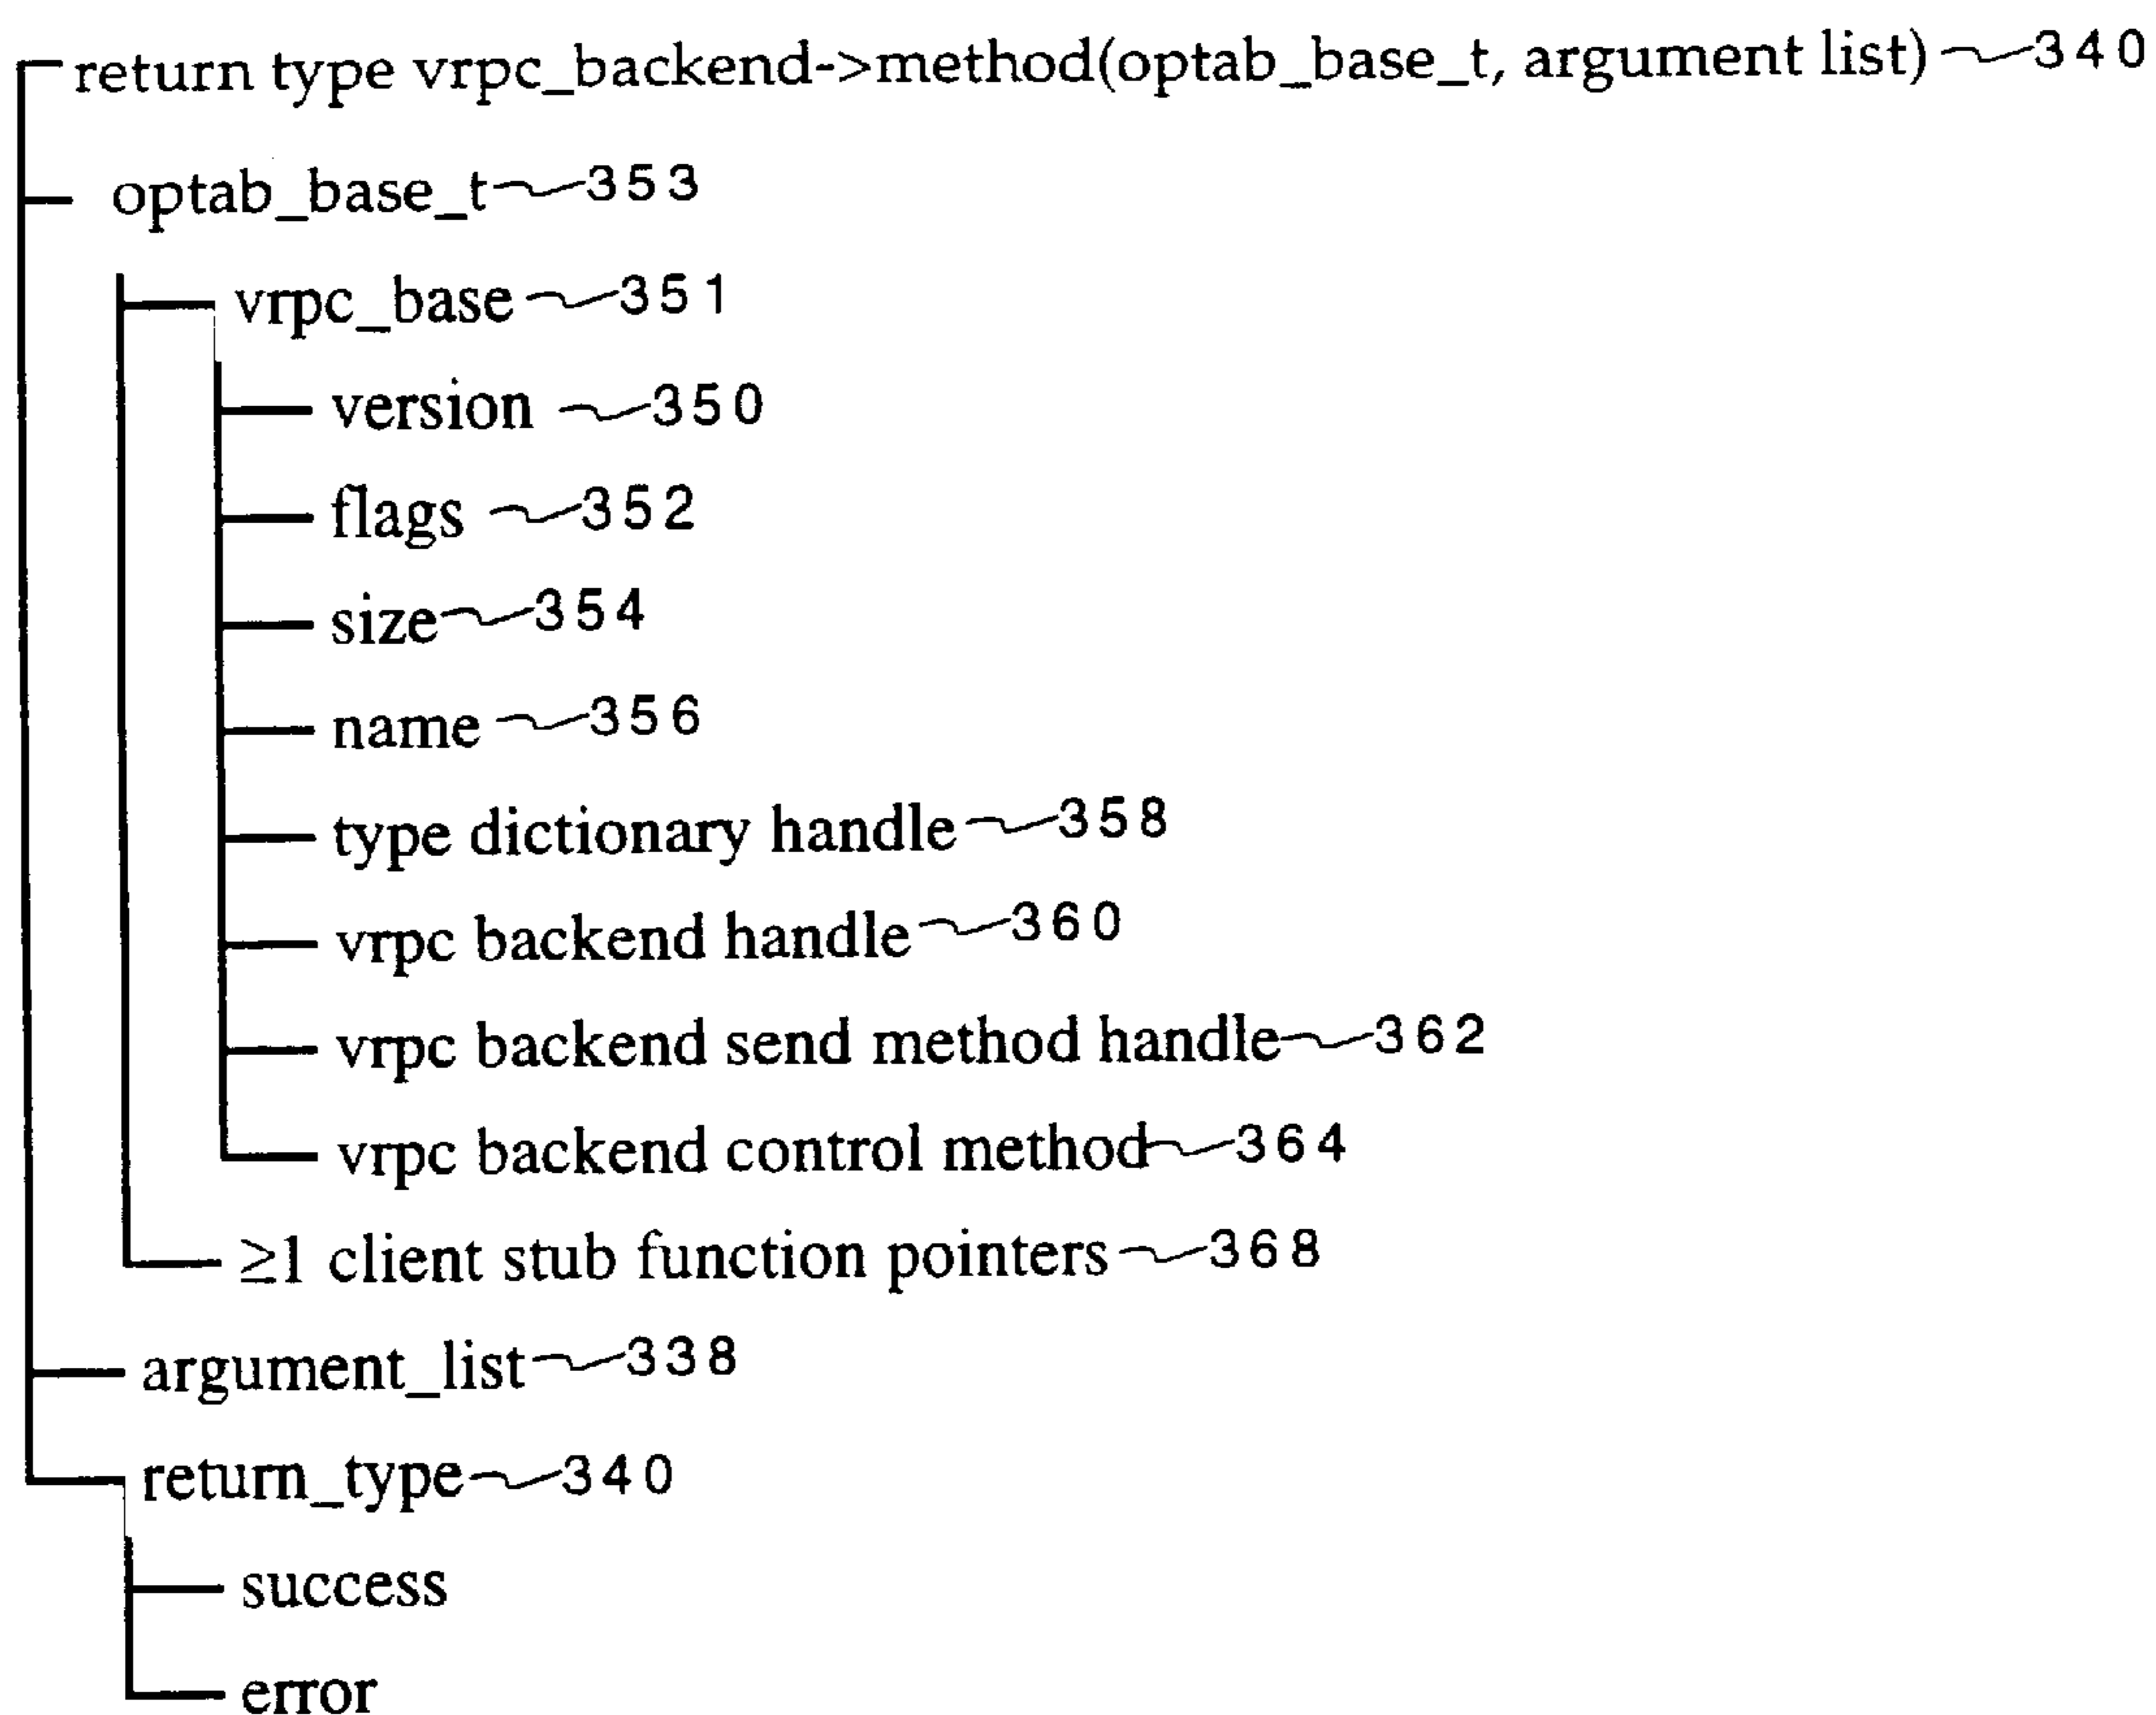 return type vrpc_backend->method(optab_base_t, argument list) 340
optab_base_t 353
vrpc_base 351
version 350
flags 352
size 354
name 356
type dictionary handle 358
vrpc backend handle 360
vrpc backend send method handle 362
vrpc backend control method 364
≥1 client stub function pointers 368
argument_list 338
return_type 340
success
error